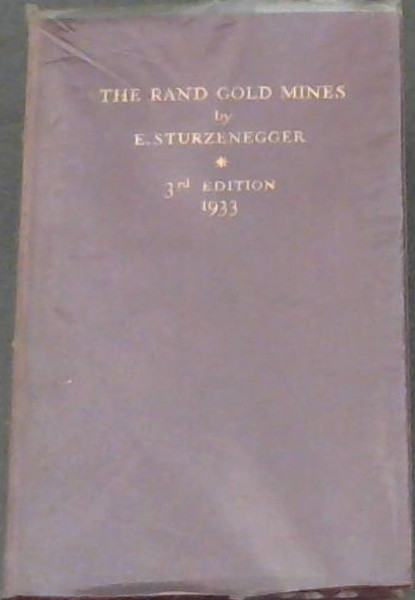 THE RAND GOLD MINES
by
E. STURZENEGGER
*
3rd EDITION
1933